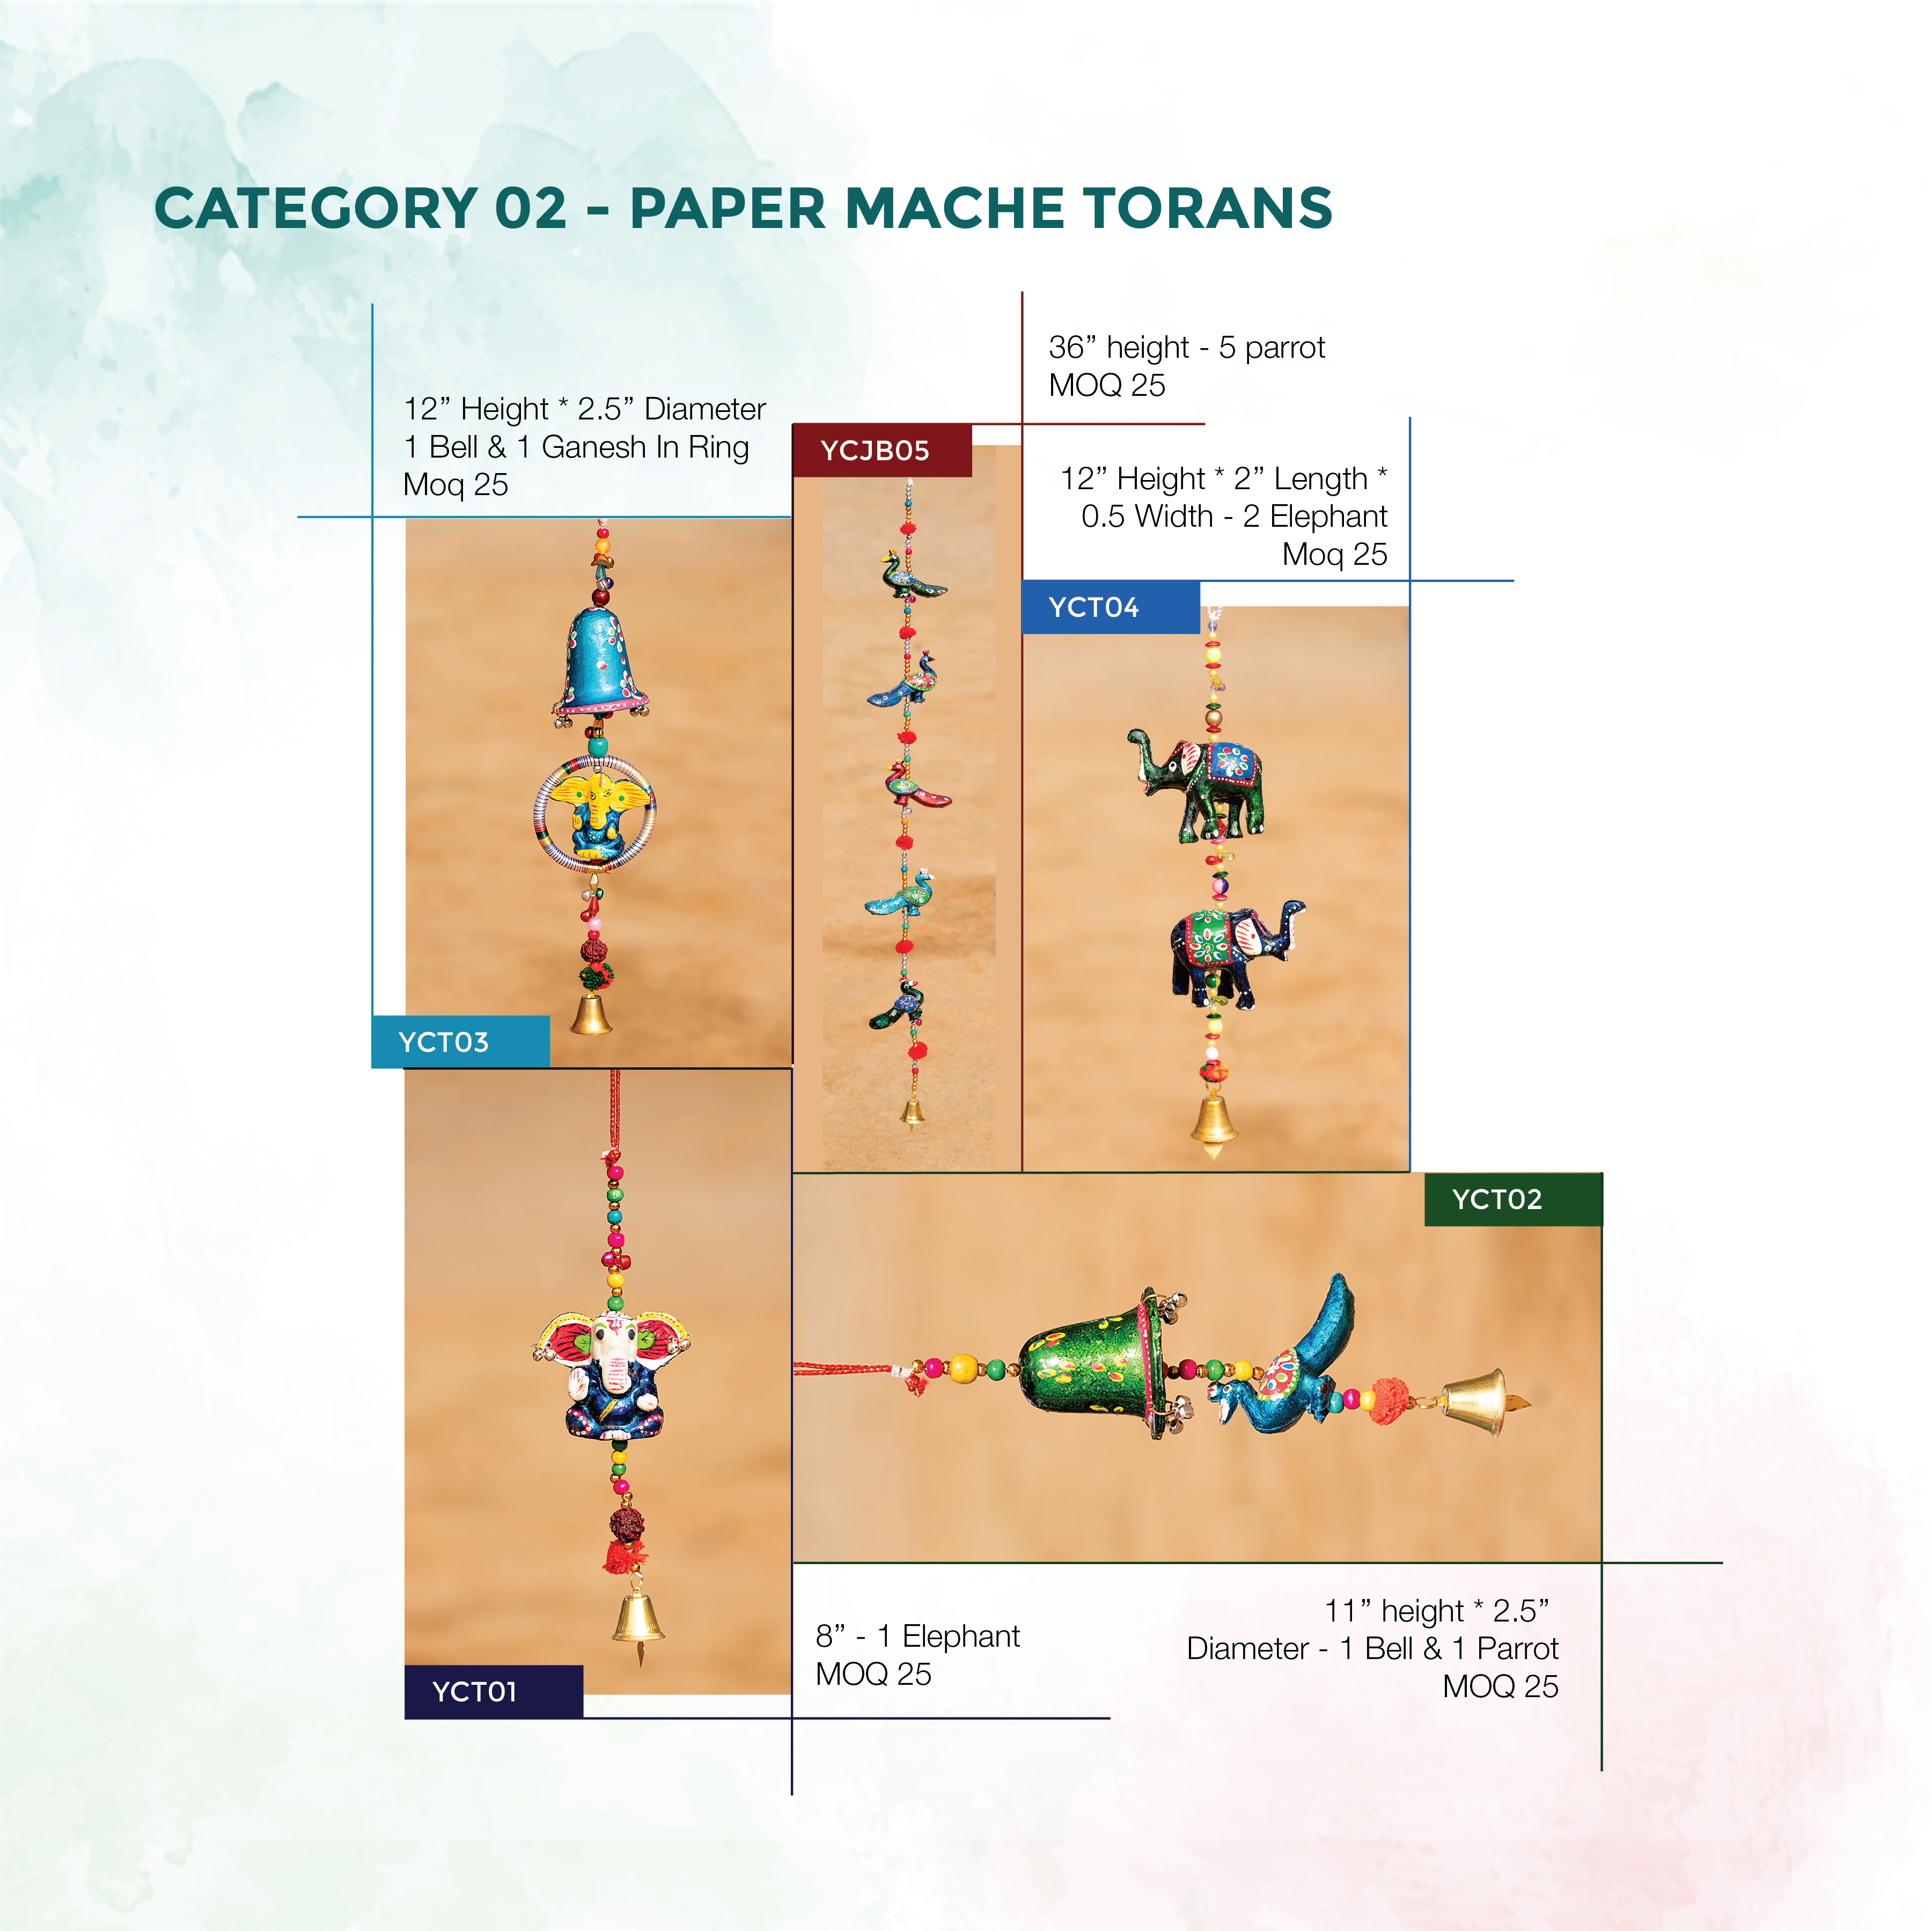 CATEGORY 02 - PAPER MACHE TORANS
36” height - 5 parrot
MOQ 25
12” Height * 2.5” Diameter
1 Bell & 1 Ganesh In Ring
Moq 25
YCJB05
12” Height * 2” Length *
0.5 Width - 2 Elephant
Moq 25
YCT04
YCT03
YCT02
11” height * 2.5”
Diameter - 1 Bell & 1 Parrot
MOQ 25
8” - 1 Elephant
MOQ 25
YCT01